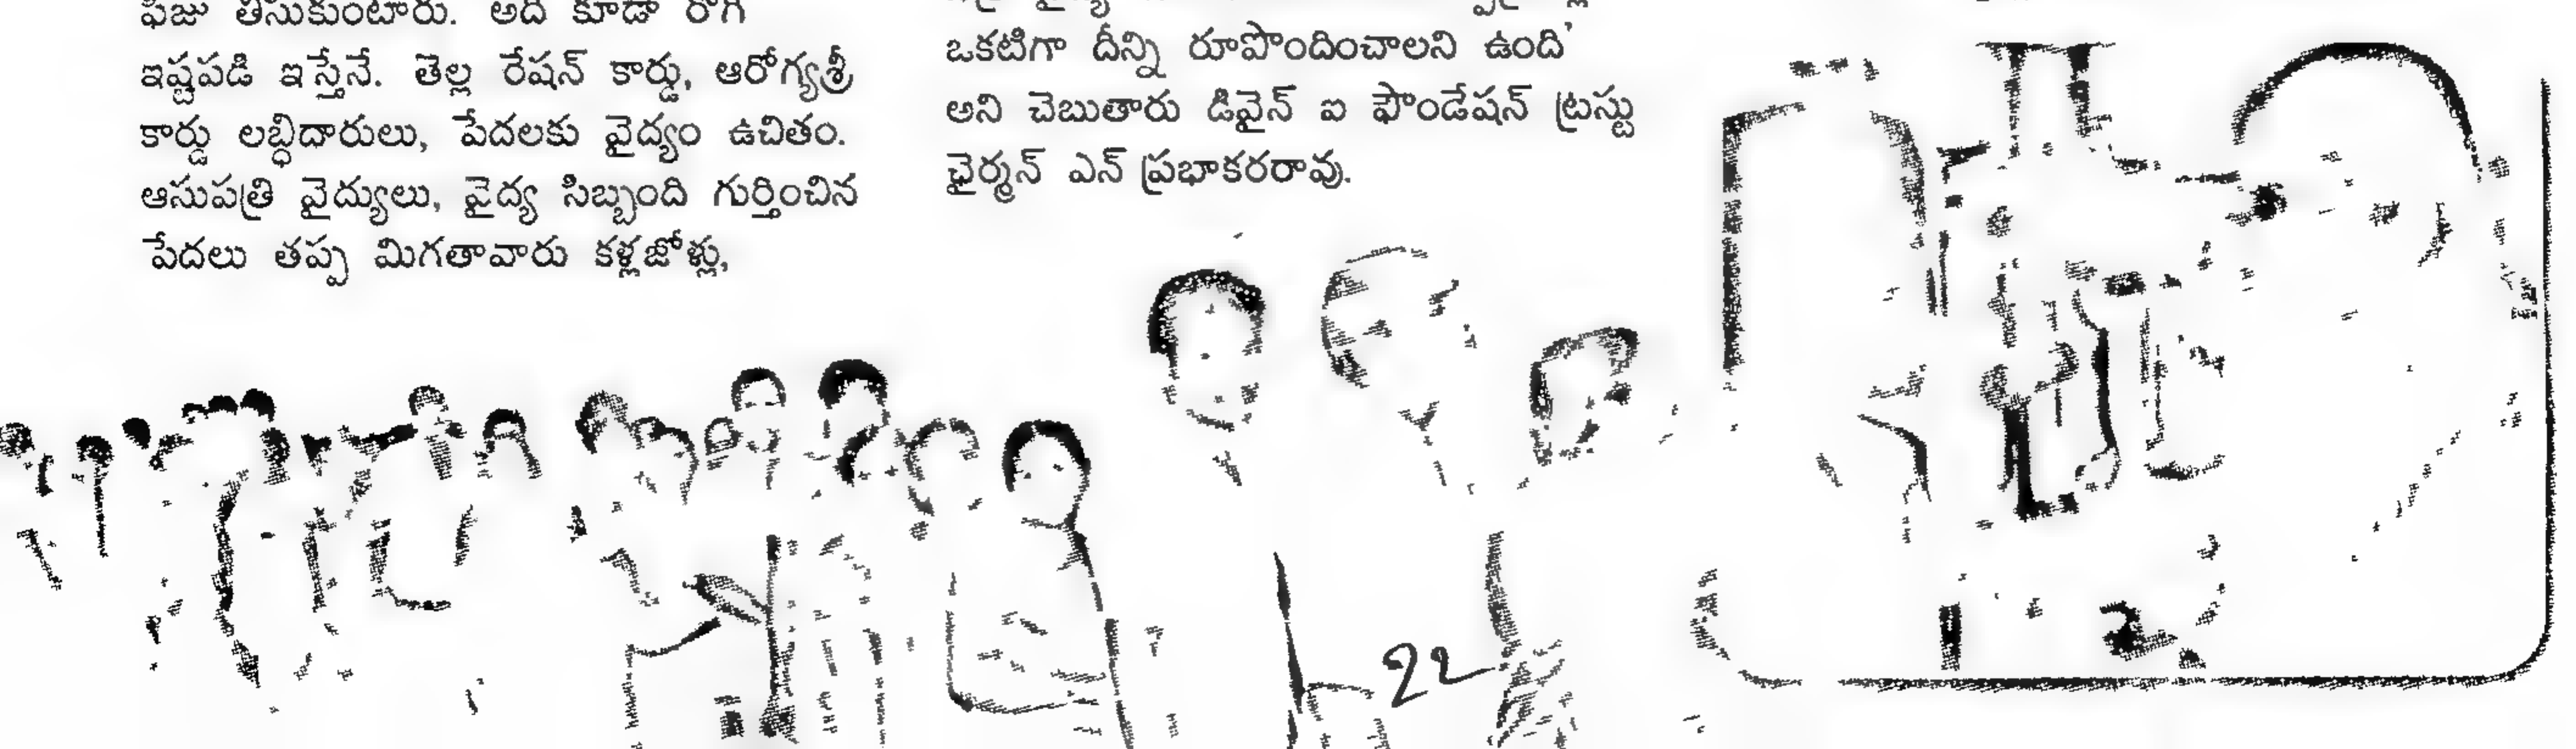 ఫీజు తీసుకుంటారు. అది కూడా రోగి
ఇష్టపడి ఇస్తేనే. తెల్ల రేషన్ కార్డు, ఆరోగ్యశ్రీ
కార్డు లబ్ధిదారులు, పేదలకు వైద్యం ఉచితం.
ఆసుపత్రి వైద్యులు, వైద్య సిబ్బంది గుర్తించిన
పేదలు తప్ప మిగతావారు కళ్లజోళ్లు,
ఒకటిగా దీన్ని రూపొందించాలని ఉంది'
అని చెబుతారు డివైన్ ఐ ఫౌండేషన్ ట్రస్టు
ఛైర్మన్ ఎన్ ప్రభాకరరావు.
22